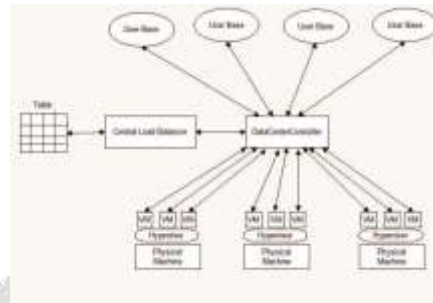 User Base
User Base
User Base
User Base
Table
Central Load Balancer
DataCenterController
VM VM VM
VM VM VM
VM VM VM
Hypervisor
Hypervisor
Hypervisor
Physical
Machine
Physical
Machine
Physical
Machine